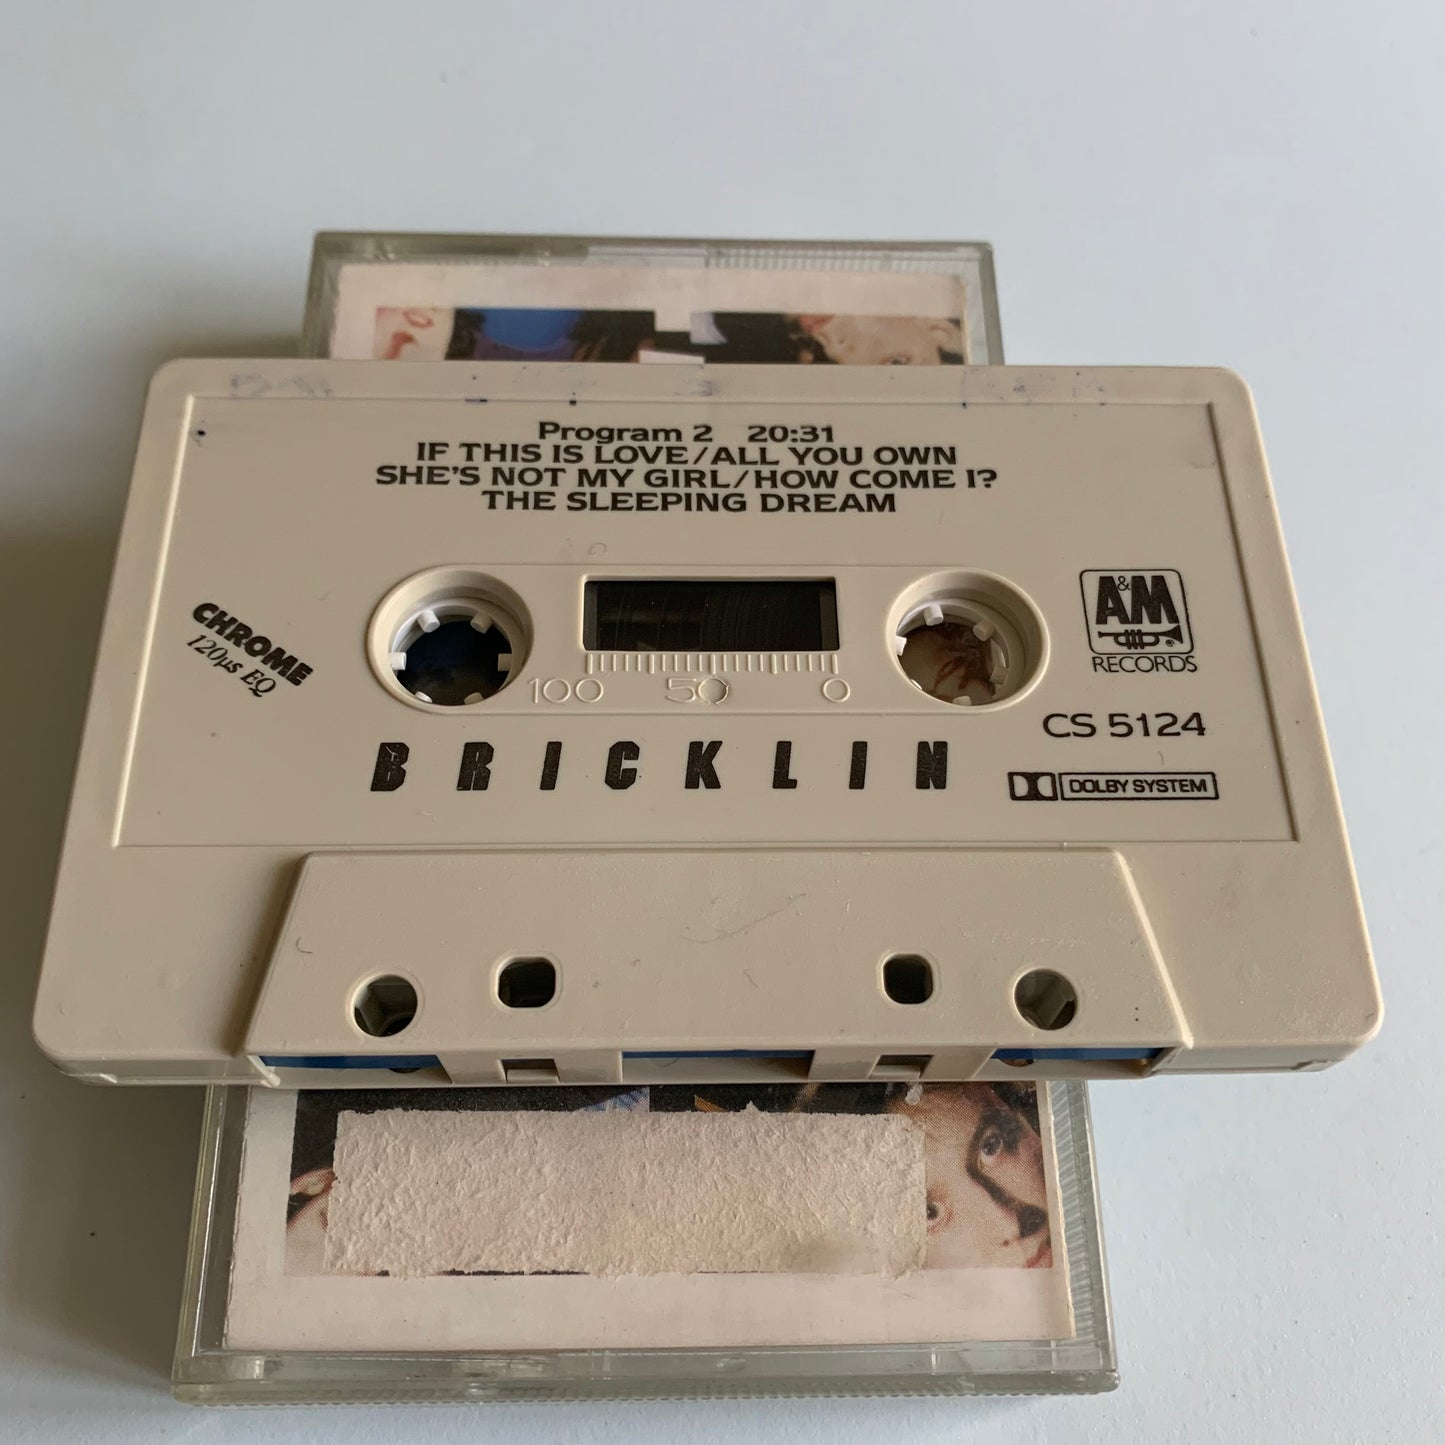 Program 2 20:31
IF THIS IS LOVE/ALL YOU OWN
SHE'S NOT MY GIRL/HOW COME I?
THE SLEEPING DREAM
CHROME
120µs EQ
100 50 0
A&M
RECORDS
CS 5124
BRICKLIN
DOLBY SYSTEM